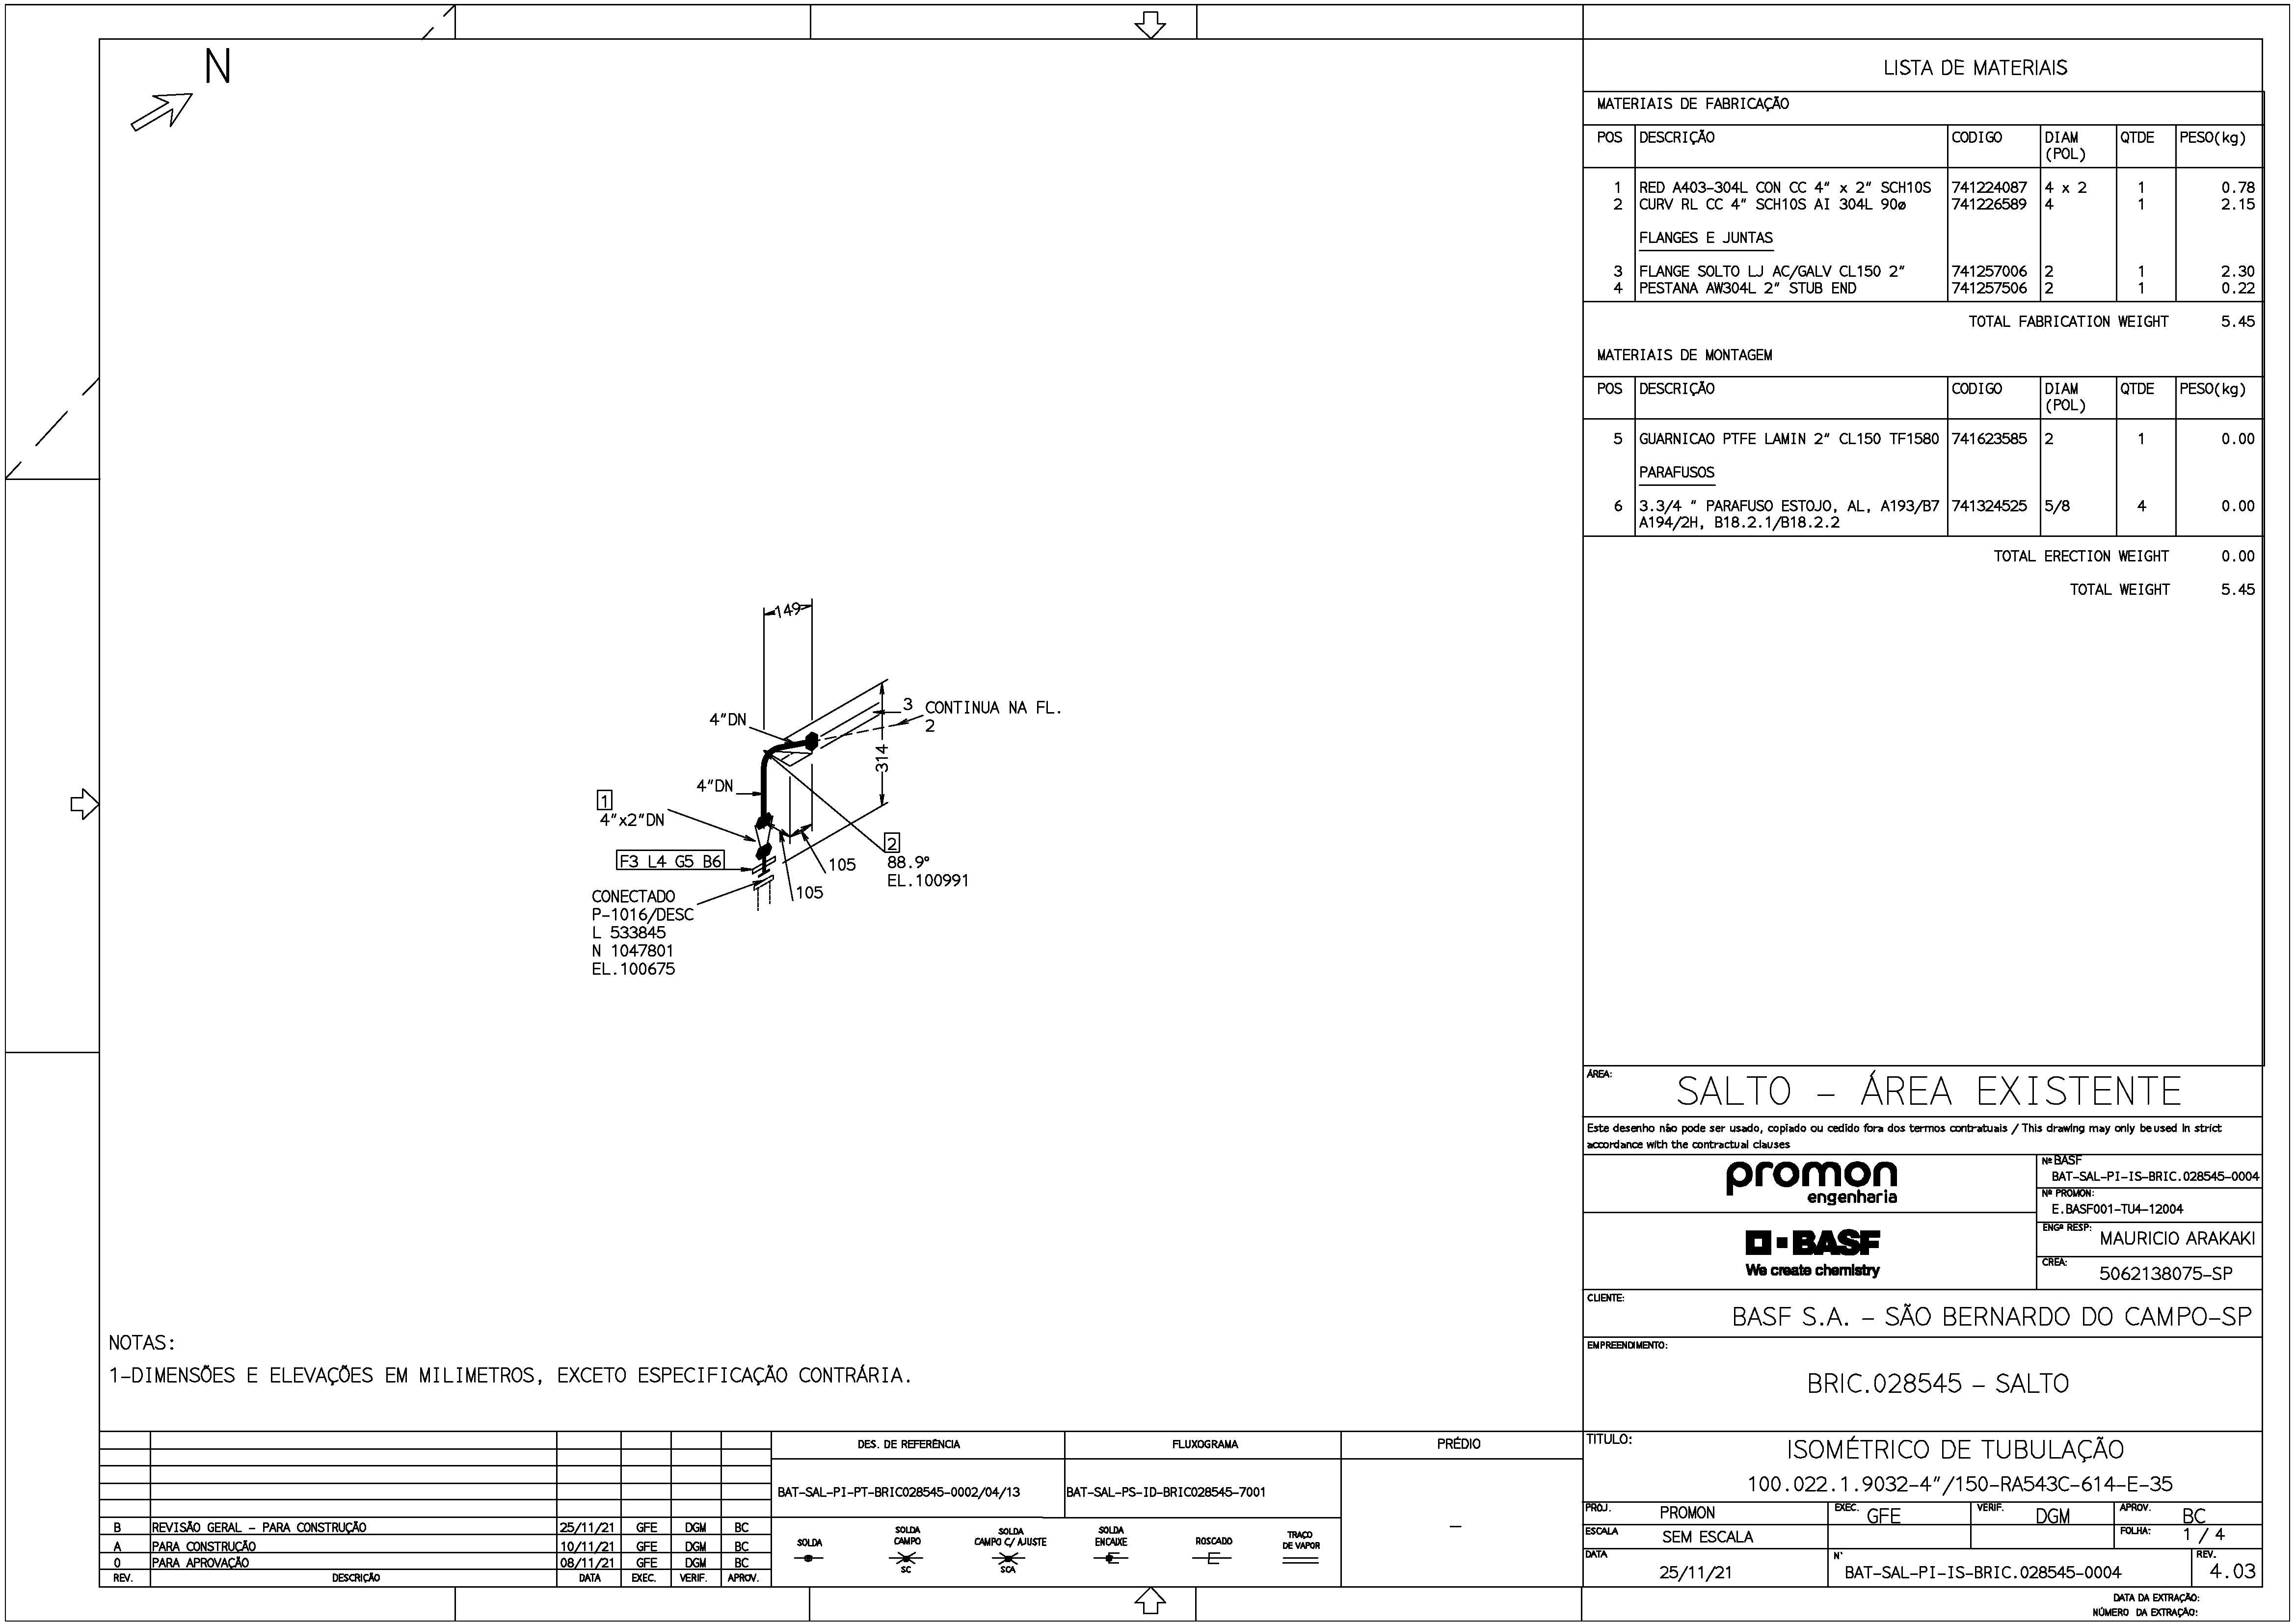 N
LISTA DE MATERIAIS
MATERIAIS DE FABRICAÇÃO
POS DESCRIÇÃO CODIGO DIAM (POL) QTDE PESO(kg)
1 RED A403-304L CON CC 4" x 2" SCH10S 741224087 4 x 2 1 0.78
2 CURV RL CC 4" SCH10S AI 304L 90ø 741226589 4 1 2.15
FLANGES E JUNTAS
3 FLANGE SOLTO LJ AC/GALV CL150 2" 741257006 2 1 2.30
4 PESTANA AW304L 2" STUB END 741257506 2 1 0.22
TOTAL FABRICATION WEIGHT 5.45
MATERIAIS DE MONTAGEM
POS DESCRIÇÃO CODIGO DIAM (POL) QTDE PESO(kg)
5 GUARNICAO PTFE LAMIN 2" CL150 TF1580 741623585 2 1 0.00
PARAFUSOS
6 3.3/4 " PARAFUSO ESTOJO, AL, A193/B7 741324525 5/8 4 0.00
A194/2H, B18.2.1/B18.2.2
TOTAL ERECTION WEIGHT 0.00
TOTAL WEIGHT 5.45
149
4"DN
3
CONTINUA NA FL.
2
314
4"DN
1
4"x2"DN
F3 L4 G5 B6
105
105
2
88.9°
EL.100991
CONECTADO
P-1016/DESC
L 533845
N 1047801
EL.100675
NOTAS:
1-DIMENSÕES E ELEVAÇÕES EM MILIMETROS, EXCETO ESPECIFICAÇÃO CONTRÁRIA.
ÁREA:
SALTO - ÁREA EXISTENTE
Este desenho não pode ser usado, copiado ou cedido fora dos termos contratuais / This drawing may only be used in strict
accordance with the contractual clauses
promon
engenharia
Nº BASF
BAT-SAL-PI-IS-BRIC.028545-0004
Nº PROMON:
E.BASF001-TU4-12004
BASF
We create chemistry
ENGº RESP:
MAURICIO ARAKAKI
CREA:
5062138075-SP
CLIENTE:
BASF S.A. - SÃO BERNARDO DO CAMPO-SP
EMPREENDIMENTO:
BRIC.028545 - SALTO
TITULO:
ISOMÉTRICO DE TUBULAÇÃO
100.022.1.9032-4"/150-RA543C-614-E-35
PROJ. PROMON EXEC. GFE VERIF. DGM APROV. BC
ESCALA SEM ESCALA FOLHA: 1 / 4
DATA 25/11/21 N° BAT-SAL-PI-IS-BRIC.028545-0004 REV. 4.03
DATA DA EXTRAÇÃO:
NÚMERO DA EXTRAÇÃO:
B REVISÃO GERAL - PARA CONSTRUÇÃO 25/11/21 GFE DGM BC
A PARA CONSTRUÇÃO 10/11/21 GFE DGM BC
0 PARA APROVAÇÃO 08/11/21 GFE DGM BC
REV. DESCRIÇÃO DATA EXEC. VERIF. APROV.
DES. DE REFERÊNCIA FLUXOGRAMA PRÉDIO
BAT-SAL-PI-PT-BRIC028545-0002/04/13 BAT-SAL-PS-ID-BRIC028545-7001 -
SOLDA
SOLDA CAMPO
SC
SOLDA CAMPO C/ AJUSTE
SCA
SOLDA ENCAIXE
ROSCADO
TRAÇO DE VAPOR